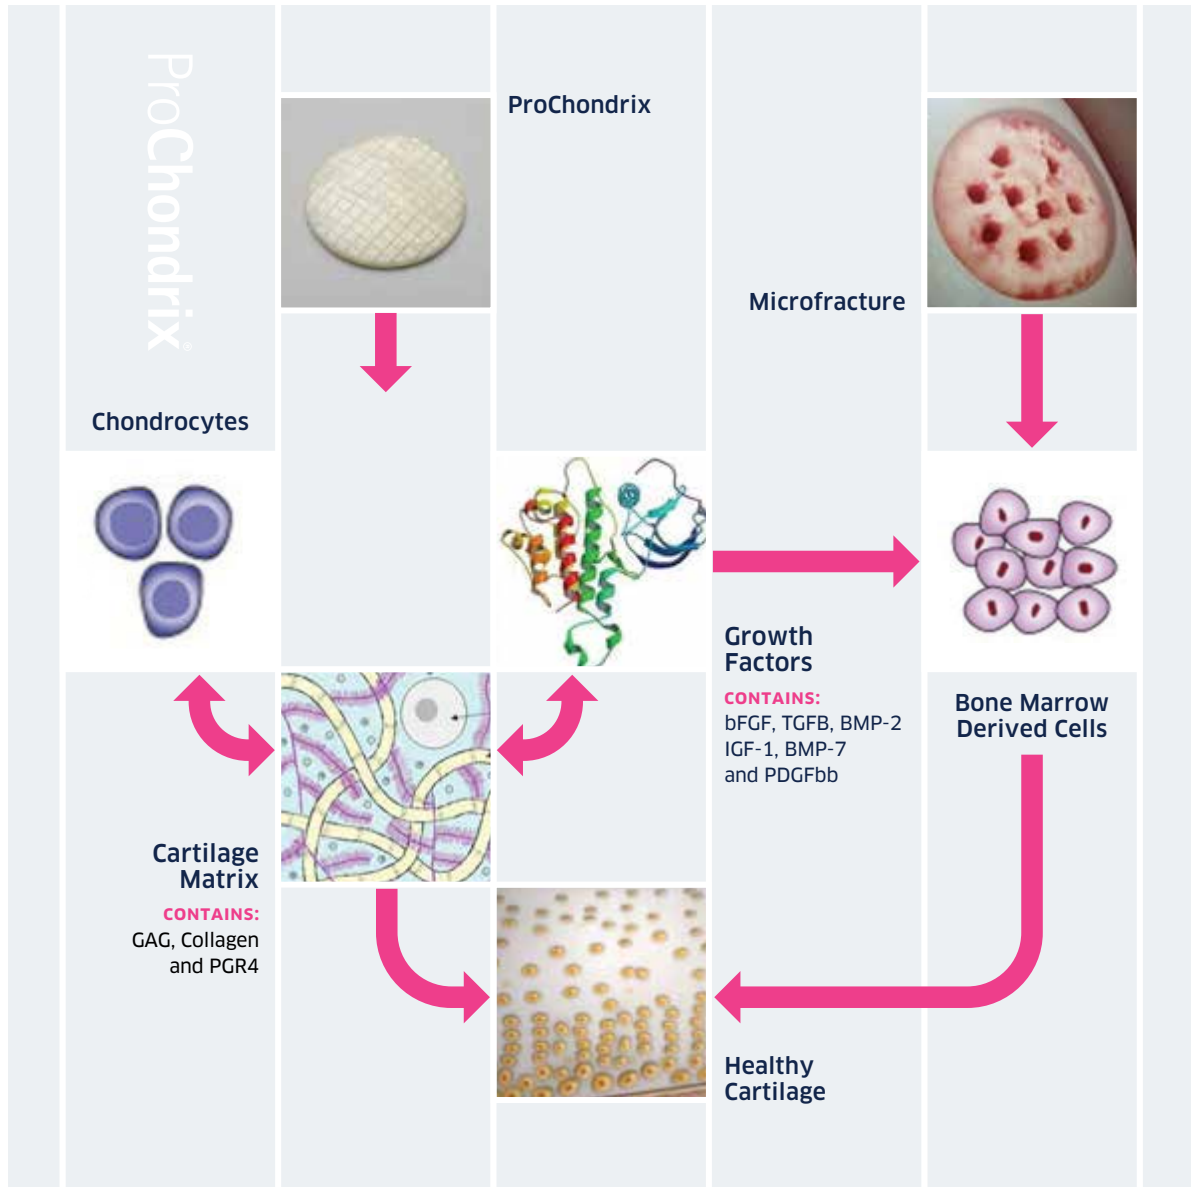 ProChondrix®
ProChondrix
Microfracture
Chondrocytes
Growth
Factors
CONTAINS:
bFGF, TGFB, BMP-2
IGF-1, BMP-7
and PDGFbb
Bone Marrow
Derived Cells
Cartilage
Matrix
CONTAINS:
GAG, Collagen
and PGR4
Healthy
Cartilage